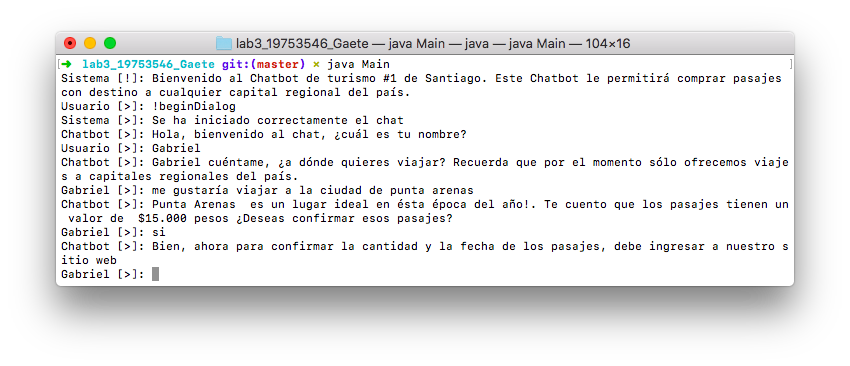 lab3_19753546_Gaete — java Main — java — java Main — 104×16
[➜  lab3_19753546_Gaete git:(master) × java Main ]
Sistema [!]: Bienvenido al Chatbot de turismo #1 de Santiago. Este Chatbot le permitirá comprar pasajes
con destino a cualquier capital regional del país.
Usuario [>]: !beginDialog
Sistema [>]: Se ha iniciado correctamente el chat
Chatbot [>]: Hola, bienvenido al chat, ¿cuál es tu nombre?
Usuario [>]: Gabriel
Chatbot [>]: Gabriel cuéntame, ¿a dónde quieres viajar? Recuerda que por el momento sólo ofrecemos viaje
s a capitales regionales del país.
Gabriel [>]: me gustaría viajar a la ciudad de punta arenas
Chatbot [>]: Punta Arenas  es un lugar ideal en ésta época del año!. Te cuento que los pasajes tienen un
 valor de  $15.000 pesos ¿Deseas confirmar esos pasajes?
Gabriel [>]: si
Chatbot [>]: Bien, ahora para confirmar la cantidad y la fecha de los pasajes, debe ingresar a nuestro s
itio web
Gabriel [>]: